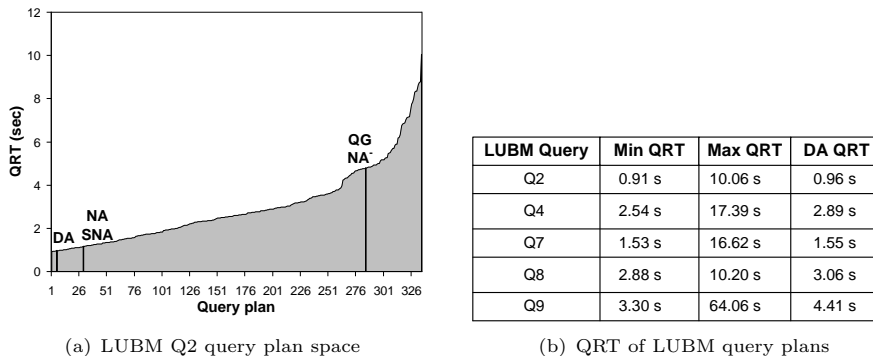 12
10
8
6
4
2
0
QRT (sec)
DA
NA
SNA
QG
NA-
1 26 51 76 101 126 151 176 201 226 251 276 301 326
Query plan
(a) LUBM Q2 query plan space
LUBM Query Min QRT Max QRT DA QRT
Q2 0.91 s 10.06 s 0.96 s
Q4 2.54 s 17.39 s 2.89 s
Q7 1.53 s 16.62 s 1.55 s
Q8 2.88 s 10.20 s 3.06 s
Q9 3.30 s 64.06 s 4.41 s
(b) QRT of LUBM query plans